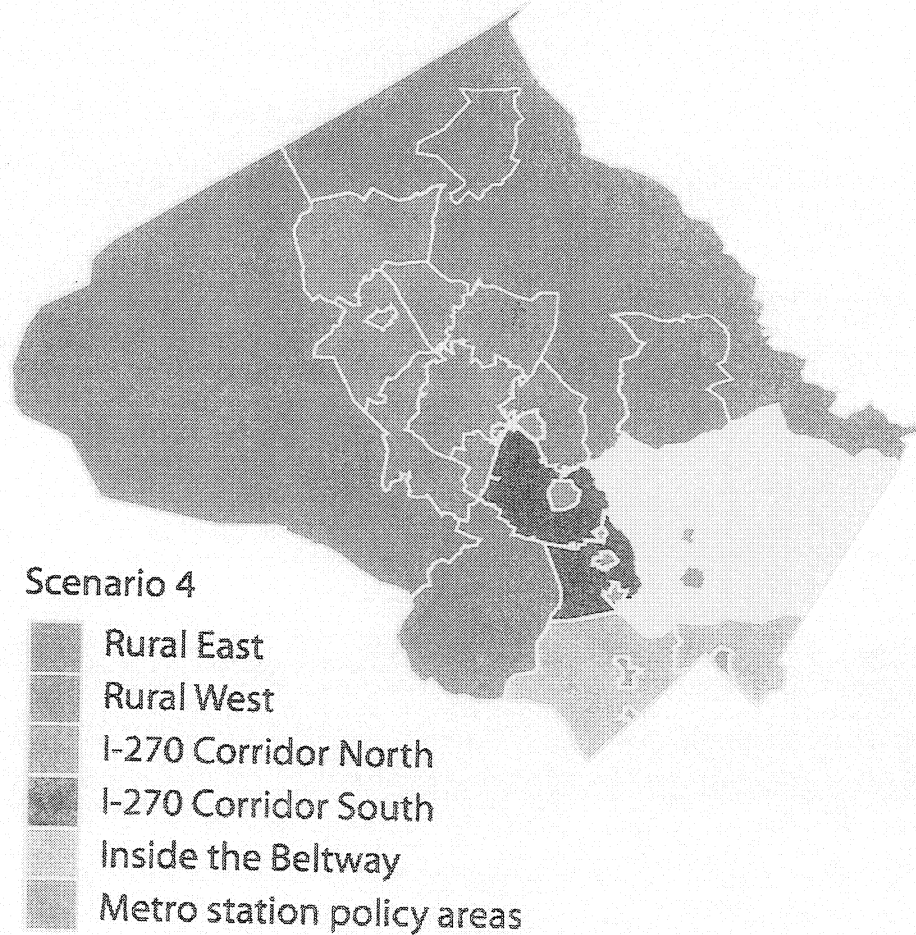 Scenario 4
Rural East
Rural West
I-270 Corridor North
I-270 Corridor South
Inside the Beltway
Metro station policy areas